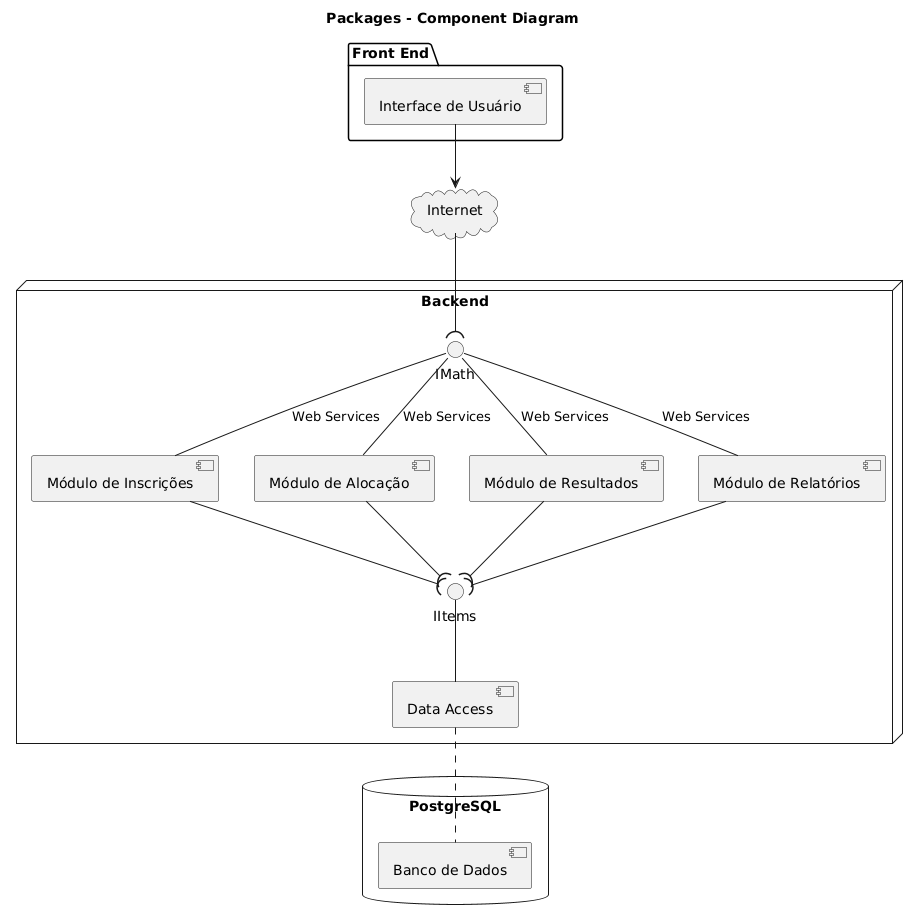 Packages - Component Diagram
Front End
Interface de Usuário
Internet
Backend
IMath
Web Services
Web Services
Web Services
Web Services
Módulo de Inscrições
Módulo de Alocação
Módulo de Resultados
Módulo de Relatórios
IItems
Data Access
PostgreSQL
Banco de Dados